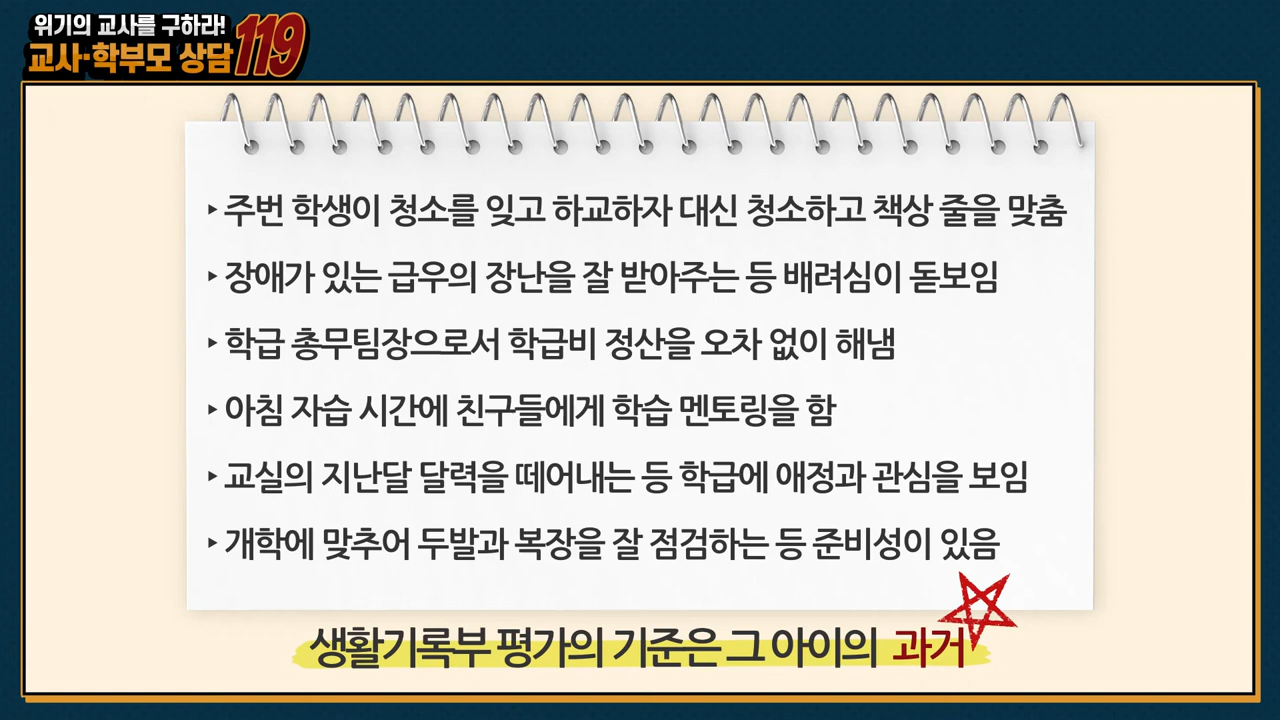 위기의 교사를 구하라!
교사·학부모 상담 119
‣ 주번 학생이 청소를 잊고 하교하자 대신 청소하고 책상 줄을 맞춤
‣ 장애가 있는 급우의 장난을 잘 받아주는 등 배려심이 돋보임
‣ 학급 총무팀장으로서 학급비 정산을 오차 없이 해냄
‣ 아침 자습 시간에 친구들에게 학습 멘토링을 함
‣ 교실의 지난달 달력을 떼어내는 등 학급에 애정과 관심을 보임
‣ 개학에 맞추어 두발과 복장을 잘 점검하는 등 준비성이 있음
생활기록부 평가의 기준은 그 아이의 과거